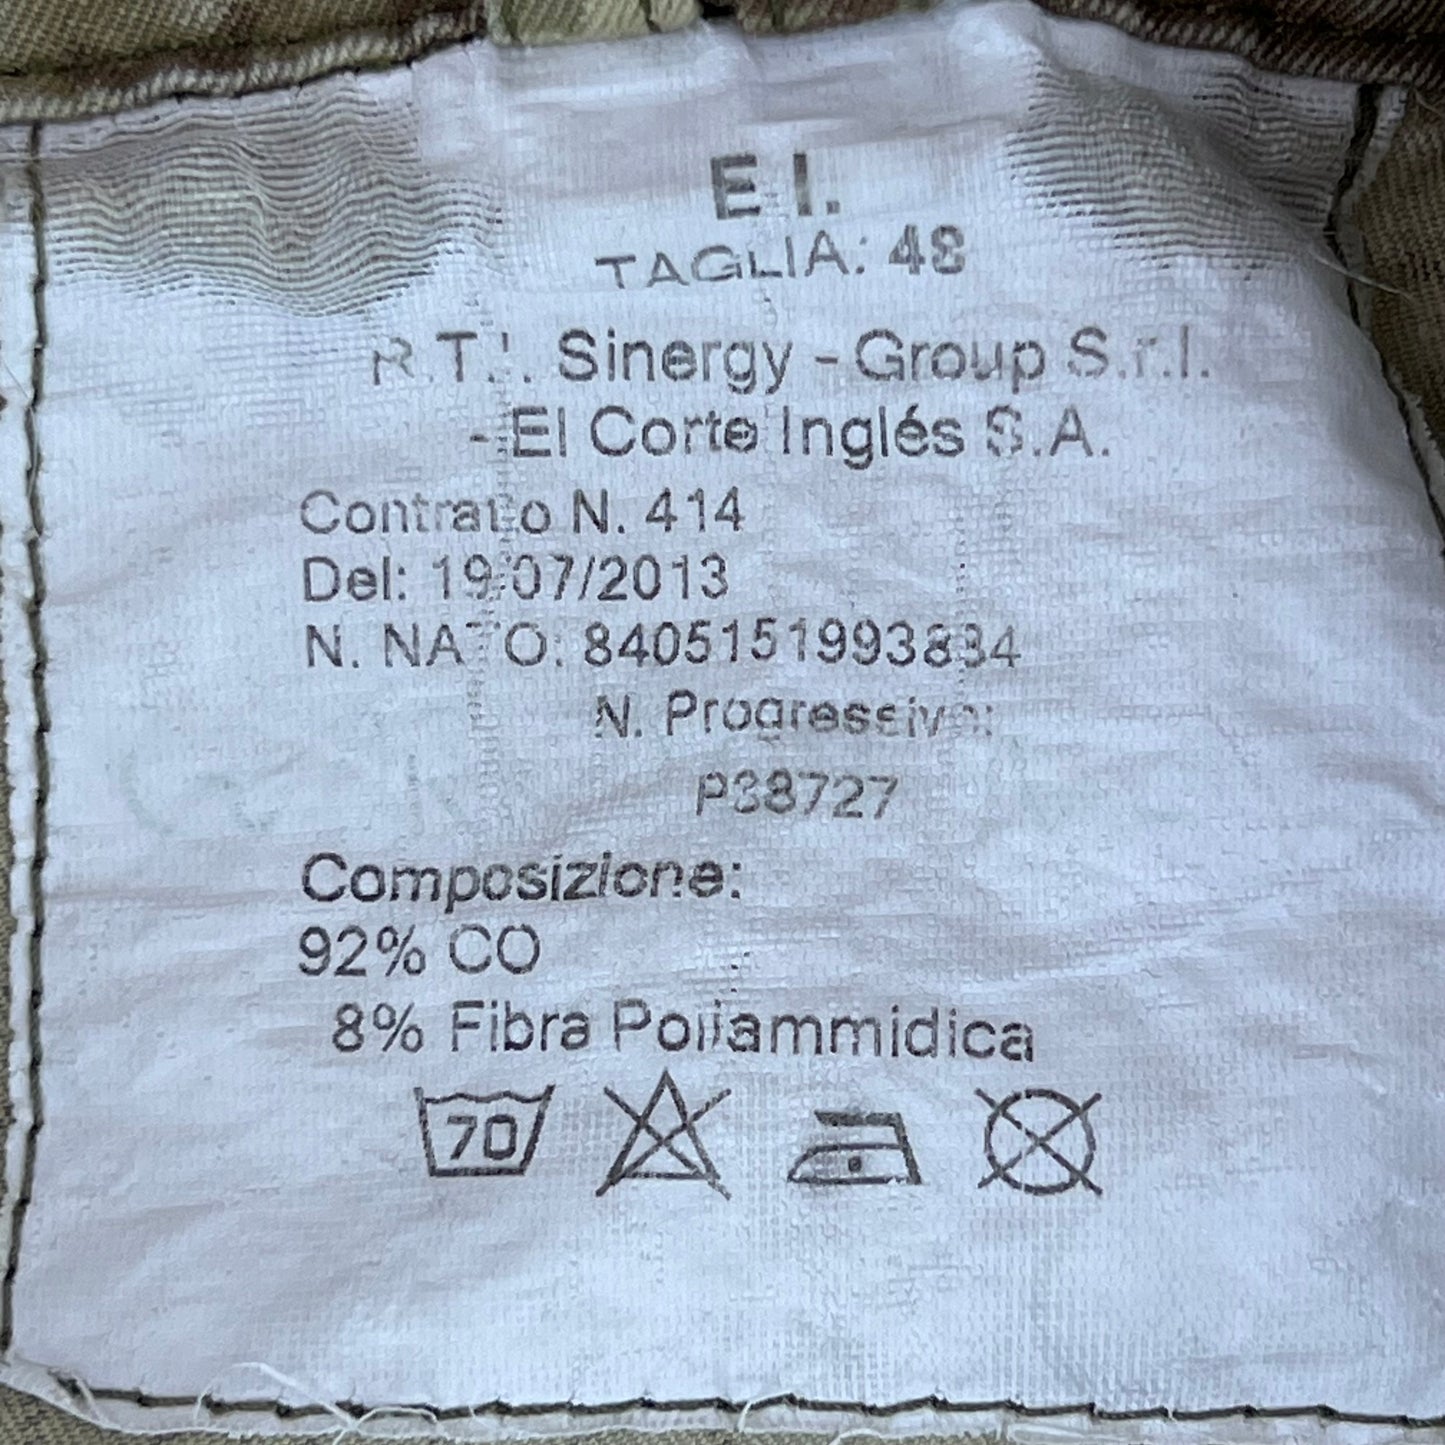 E.I.
TAGLIA: 48
R.T.I. Sinergy - Group S.r.l.
- El Corte Inglés S.A.
Contratto N. 414
Del: 19/07/2013
N. NATO: 8405151993834
N. Progressivo:
P38727
Composizione:
92% CO
8% Fibra Poliammidica
70